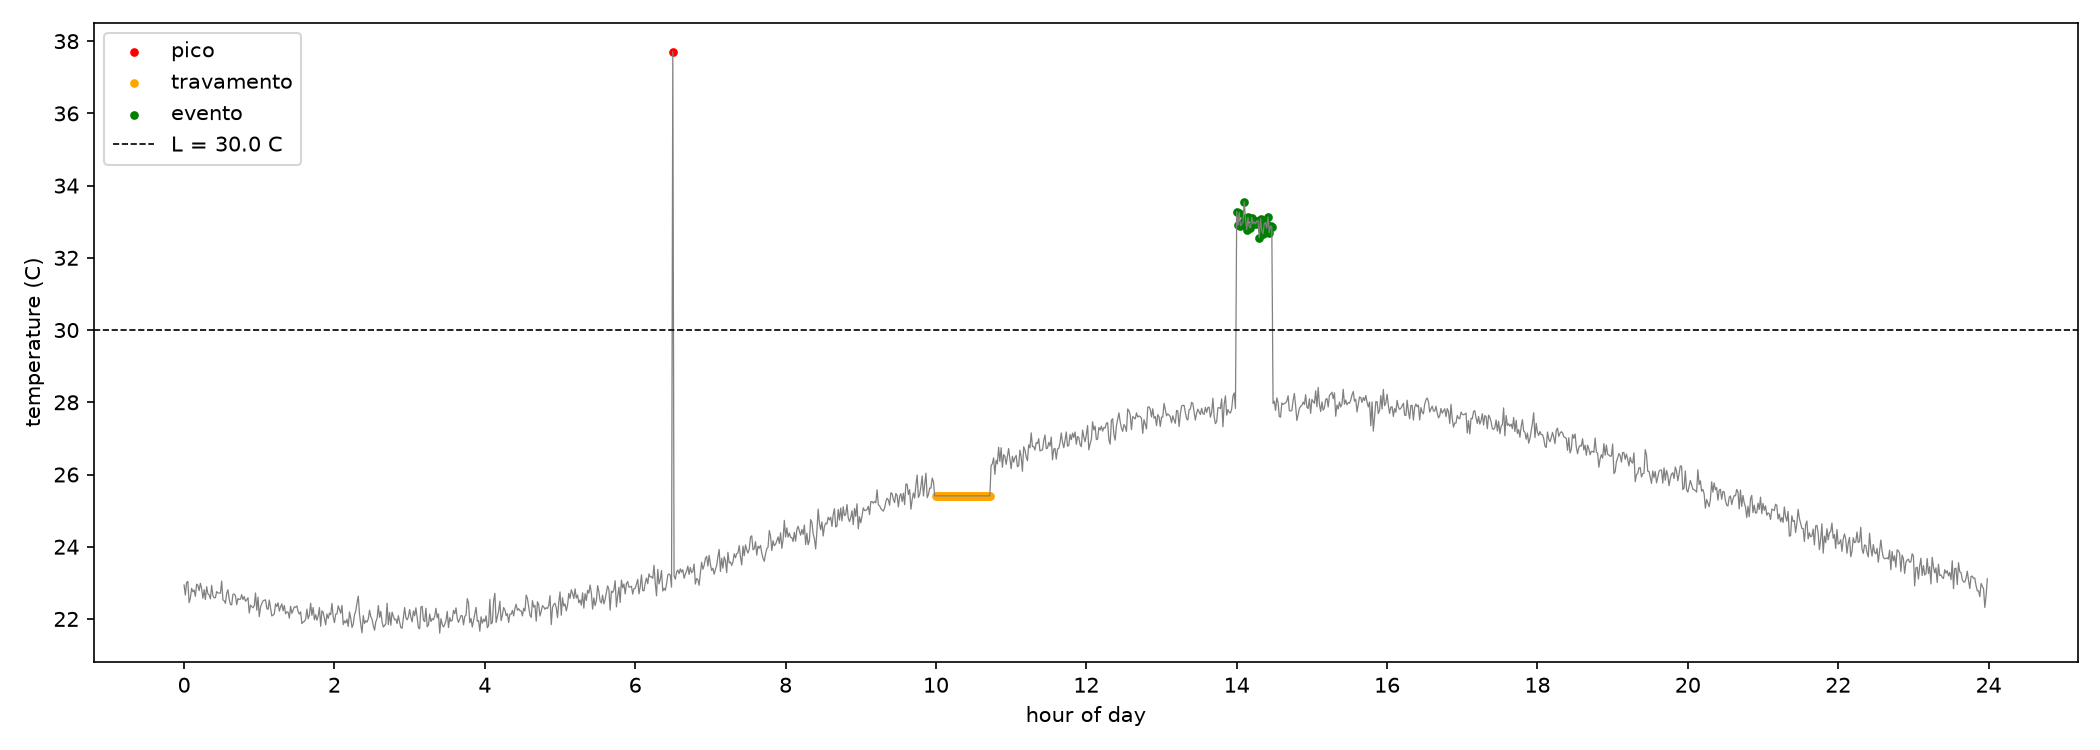 38
36
34
32
30
28
26
24
22
temperature (C)
pico
travamento
evento
L = 30.0 C
0 2 4 6 8 10 12 14 16 18 20 22 24
hour of day